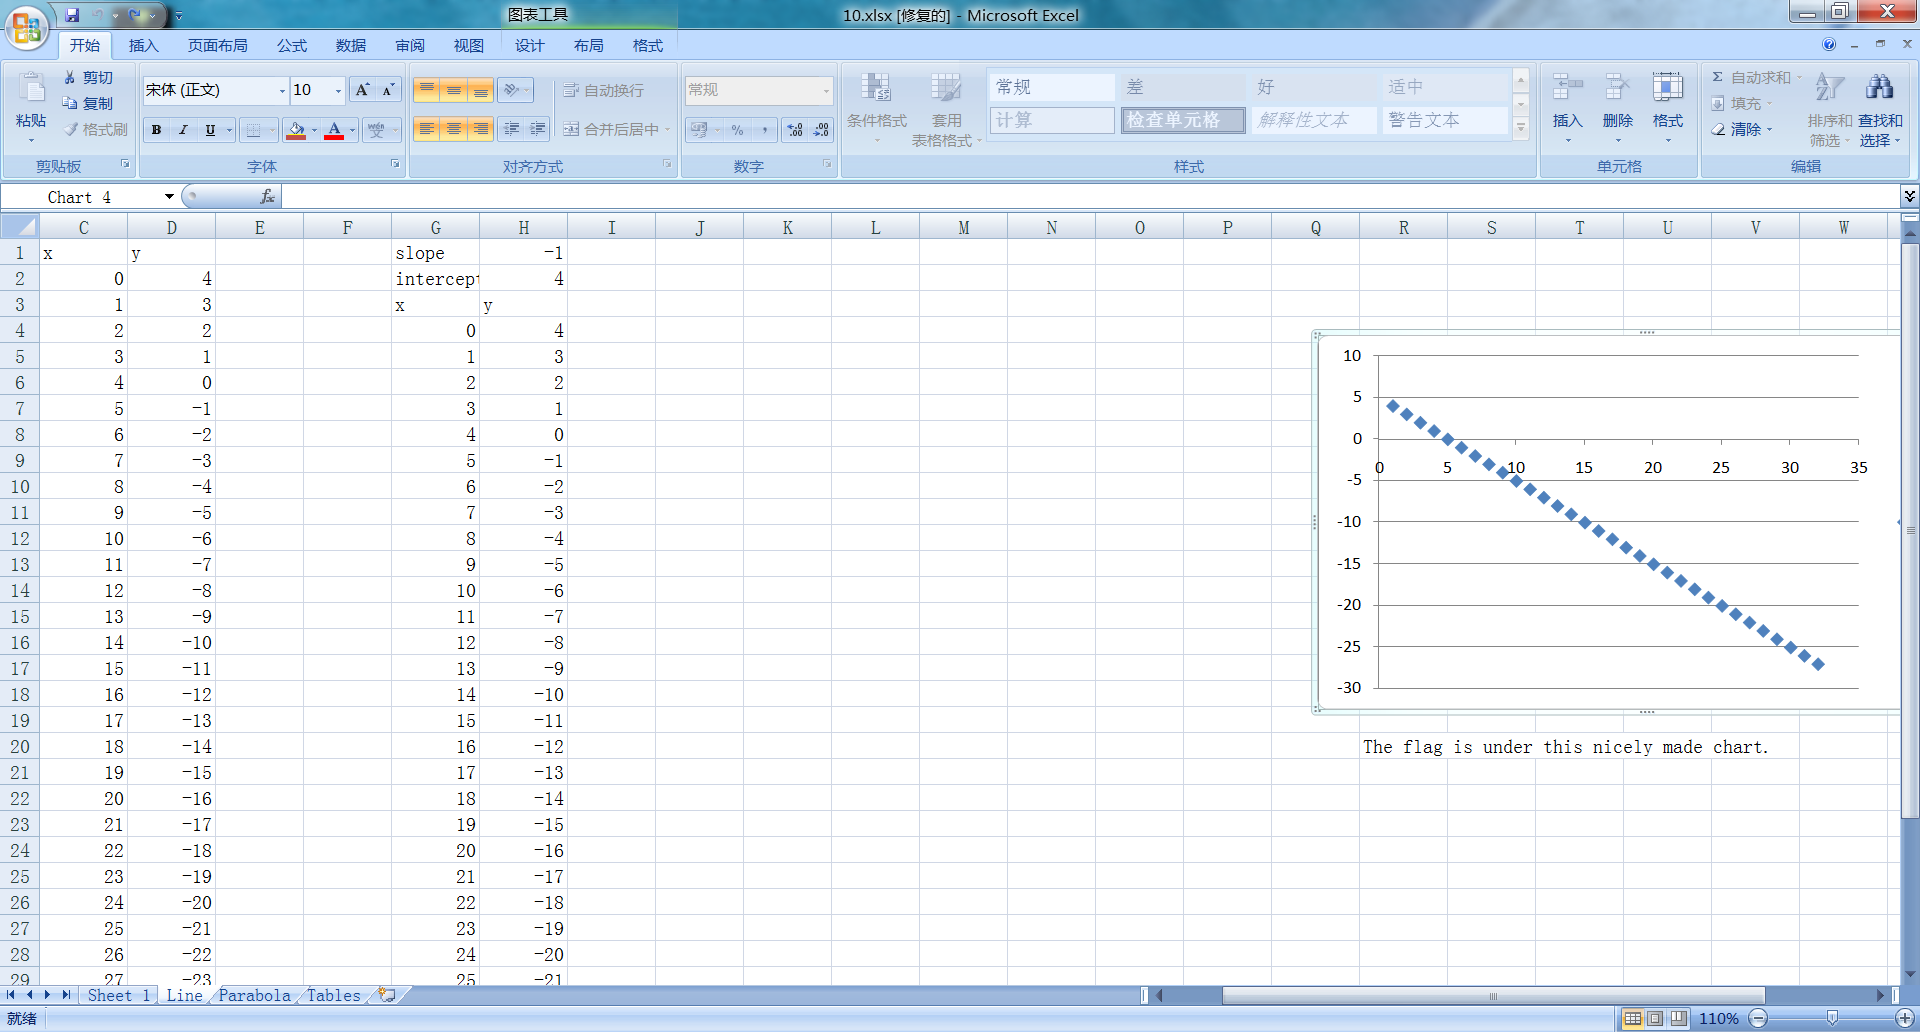 图表工具
10.xlsx [修复的] - Microsoft Excel
开始 插入 页面布局 公式 数据 审阅 视图 设计 布局 格式
粘贴
剪切
复制
格式刷
剪贴板
宋体 (正文) 10
B I U
字体
自动换行
合并后居中
对齐方式
常规
数字
条件格式
套用
表格格式
常规 差 好 适中
计算 检查单元格 解释性文本 警告文本
样式
插入 删除 格式
单元格
Σ 自动求和
填充
清除
排序和
筛选
查找和
选择
编辑
Chart 4 fx
C D E F G H I J K L M N O P Q R S T U V W
1 x y slope -1
2 0 4 intercept 4
3 1 3 x y
4 2 2 0 4
5 3 1 1 3
6 4 0 2 2
7 5 -1 3 1
8 6 -2 4 0
9 7 -3 5 -1
10 8 -4 6 -2
11 9 -5 7 -3
12 10 -6 8 -4
13 11 -7 9 -5
14 12 -8 10 -6
15 13 -9 11 -7
16 14 -10 12 -8
17 15 -11 13 -9
18 16 -12 14 -10
19 17 -13 15 -11
20 18 -14 16 -12
21 19 -15 17 -13
22 20 -16 18 -14
23 21 -17 19 -15
24 22 -18 20 -16
25 23 -19 21 -17
26 24 -20 22 -18
27 25 -21 23 -19
28 26 -22 24 -20
29 27 -23 25 -21
10
5
0
0 5 10 15 20 25 30 35
-5
-10
-15
-20
-25
-30
The flag is under this nicely made chart.
Sheet 1 Line Parabola Tables
就绪
110%